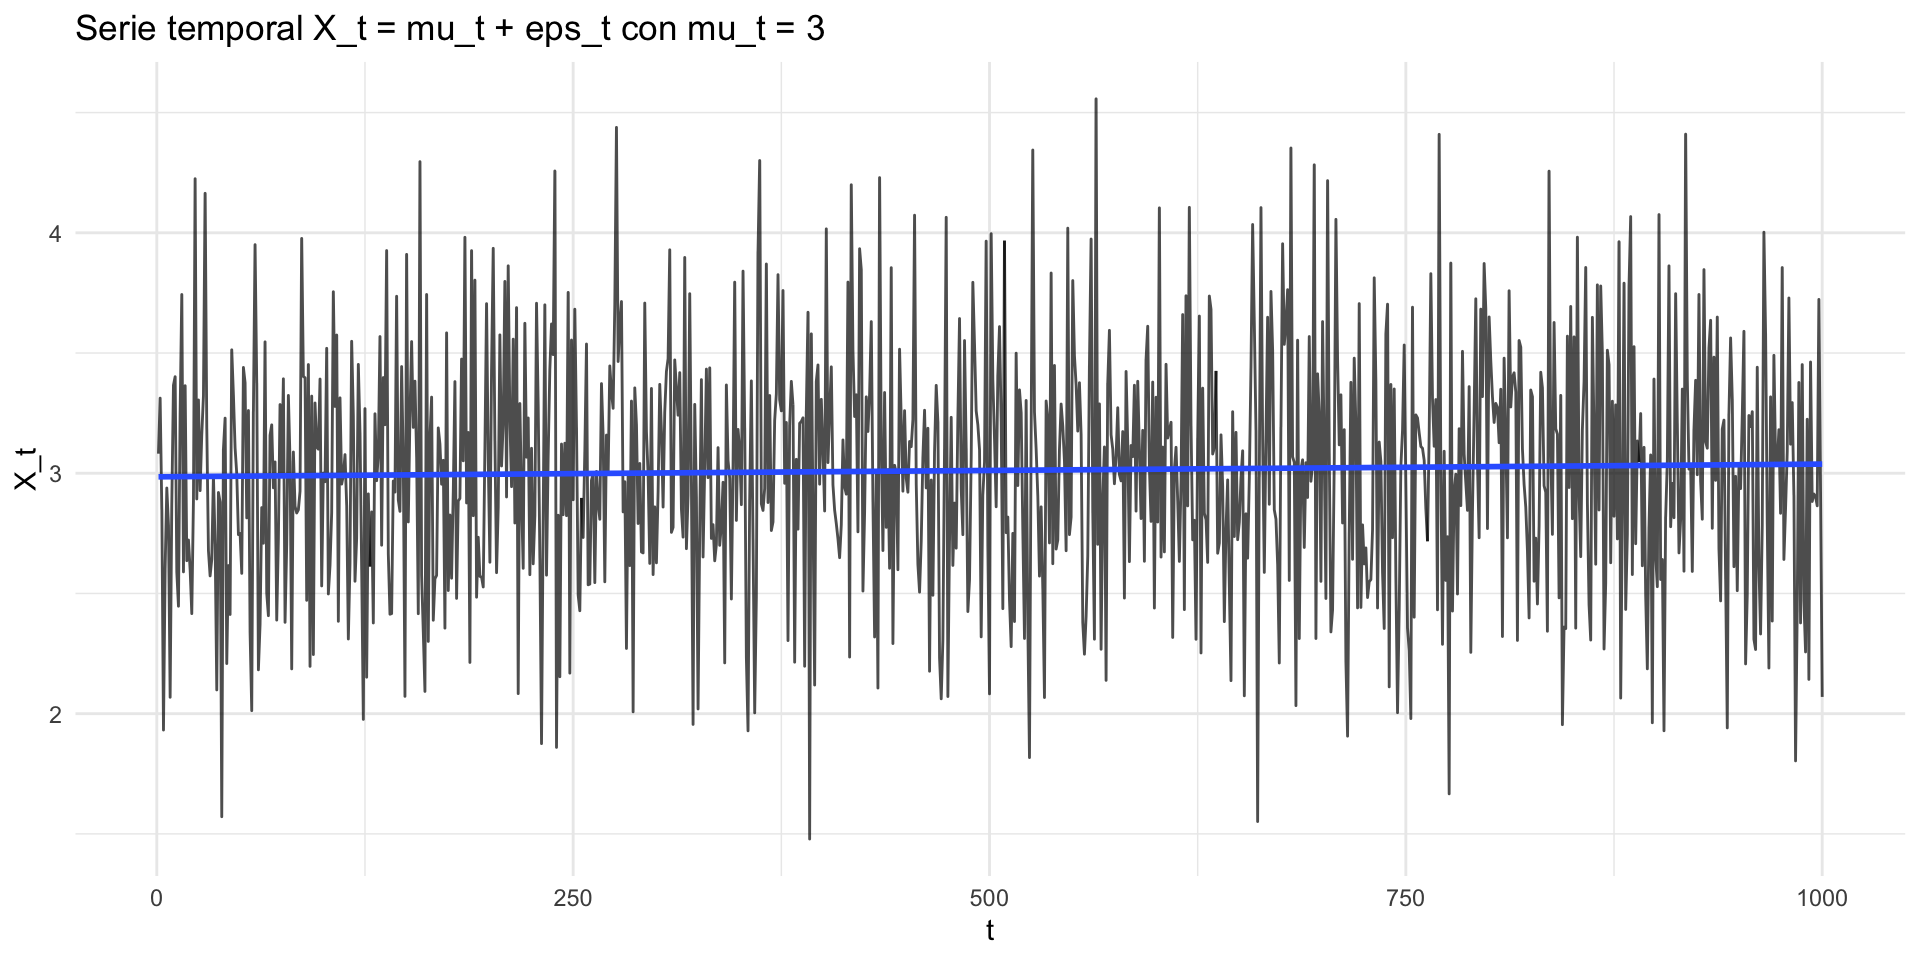 Serie temporal X_t = mu_t + eps_t con mu_t = 3
X_t
4
3
2
0
250
500
750
1000
t